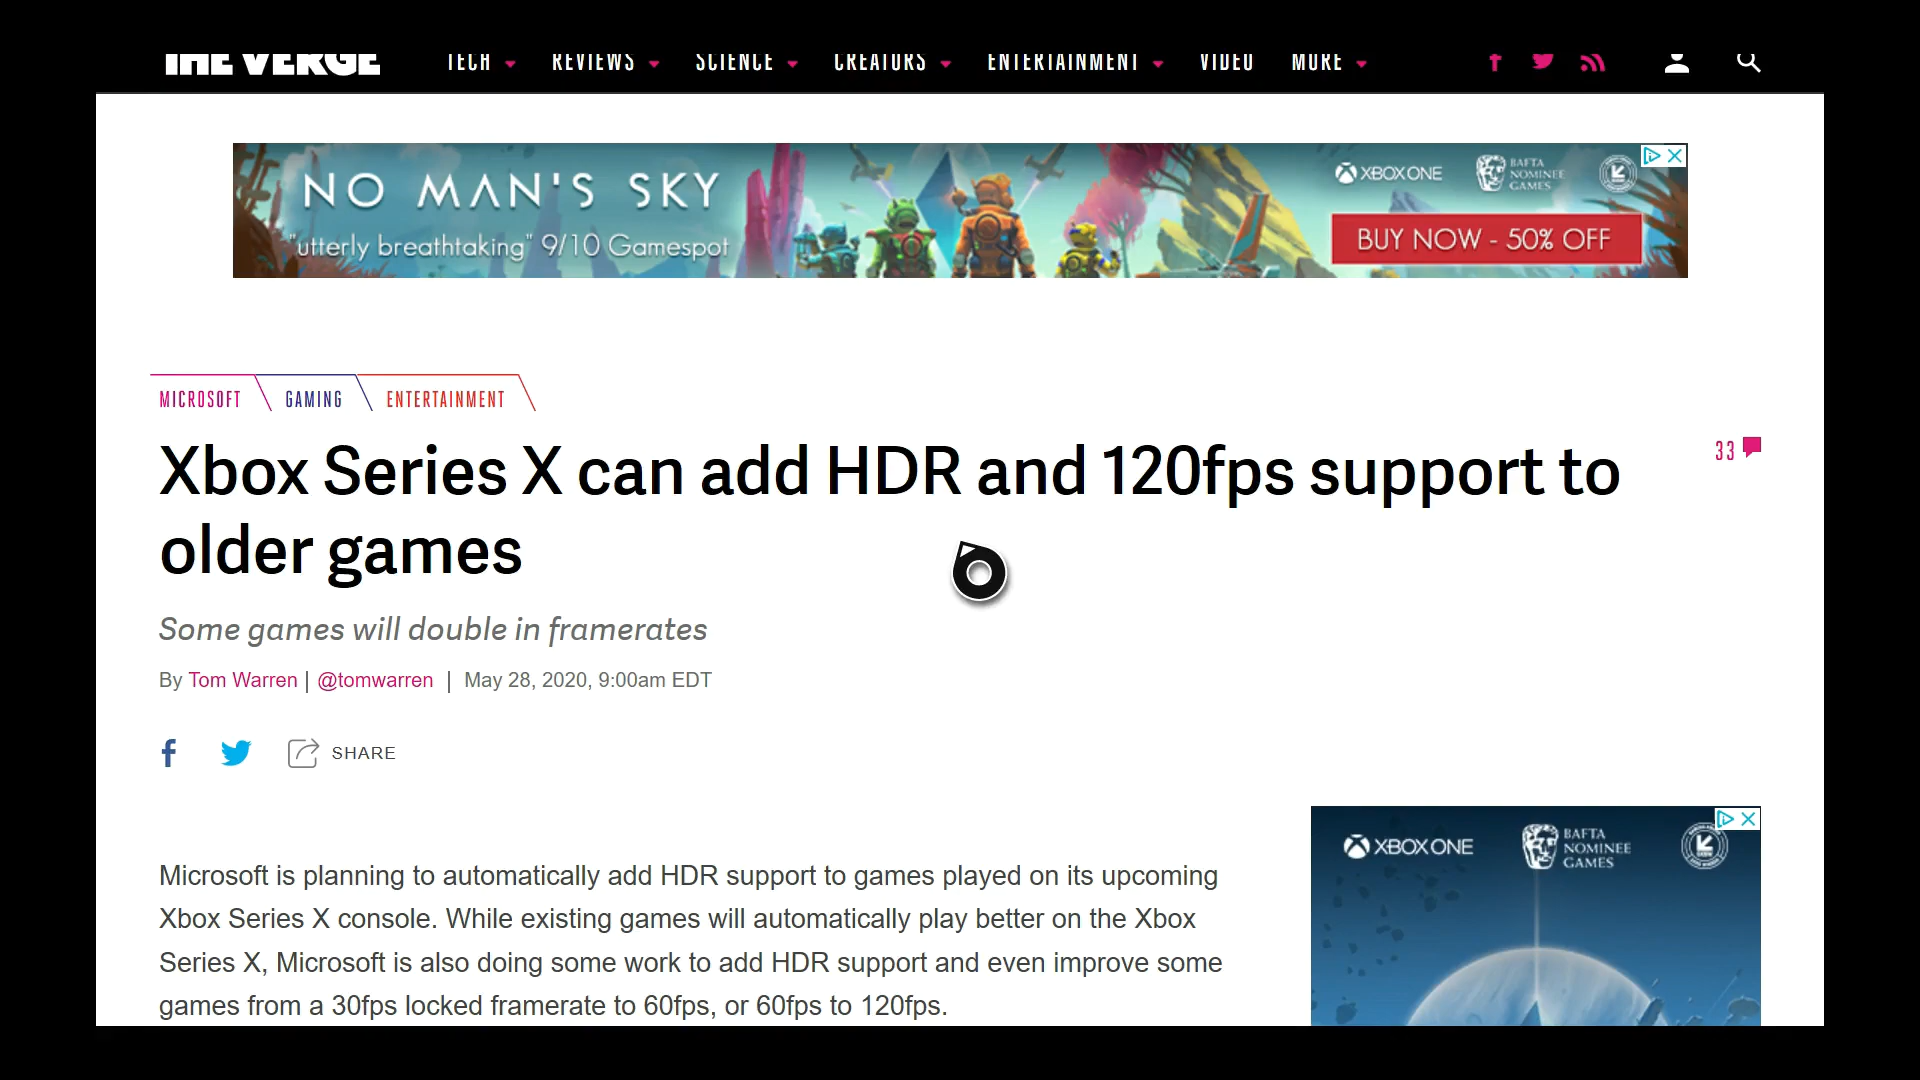 THE VERGE TECH REVIEWS SCIENCE CREATORS ENTERTAINMENT VIDEO MORE
NO MAN'S SKY
"utterly breathtaking" 9/10 Gamespot
XBOX ONE
BAFTA
NOMINEE
GAMES
BUY NOW - 50% OFF
MICROSOFT GAMING ENTERTAINMENT
Xbox Series X can add HDR and 120fps support to
older games
33
Some games will double in framerates
By Tom Warren | @tomwarren | May 28, 2020, 9:00am EDT
SHARE
Microsoft is planning to automatically add HDR support to games played on its upcoming
Xbox Series X console. While existing games will automatically play better on the Xbox
Series X, Microsoft is also doing some work to add HDR support and even improve some
games from a 30fps locked framerate to 60fps, or 60fps to 120fps.
XBOX ONE
BAFTA
NOMINEE
GAMES